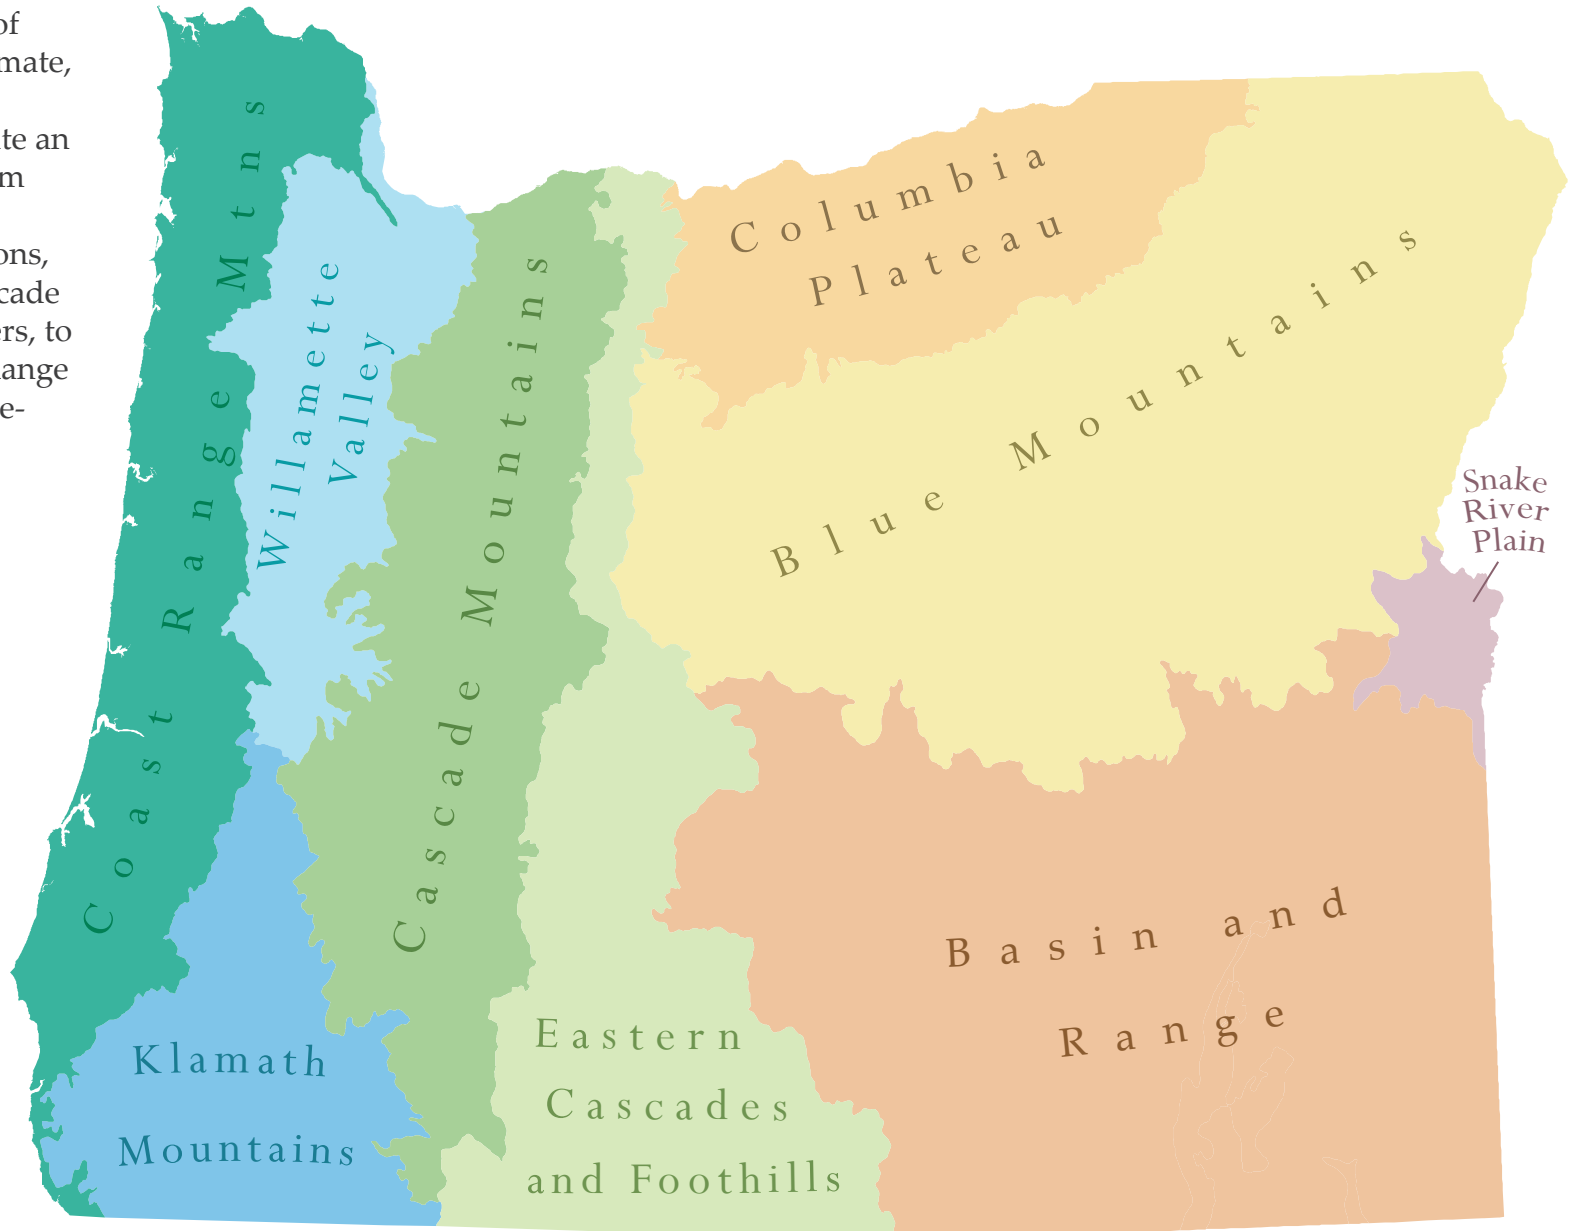 of
mate,
te an
m
ons,
cade
ers, to
ange
e-
Coast Range Mtns
Willamette
Valley
Cascade Mountains
Columbia
Plateau
Blue Mountains
Snake
River
Plain
Basin and
Range
Eastern
Cascades
and Foothills
Klamath
Mountains